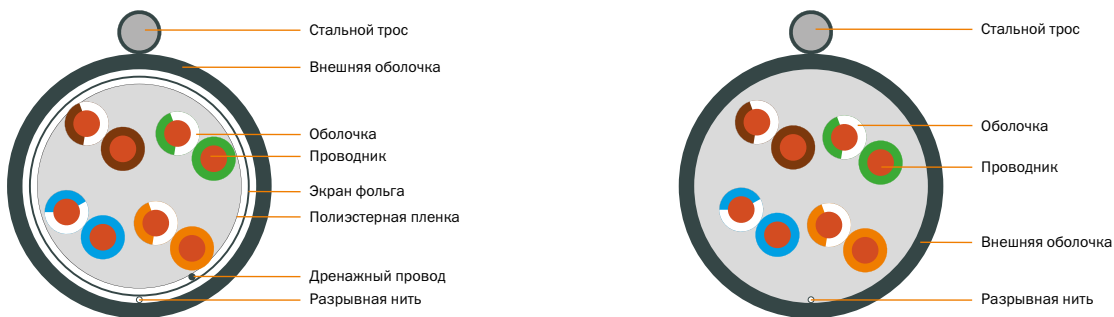 Стальной трос
Внешняя оболочка
Оболочка
Проводник
Экран фольга
Полиэстерная пленка
Дренажный провод
Разрывная нить
Стальной трос
Оболочка
Проводник
Внешняя оболочка
Разрывная нить